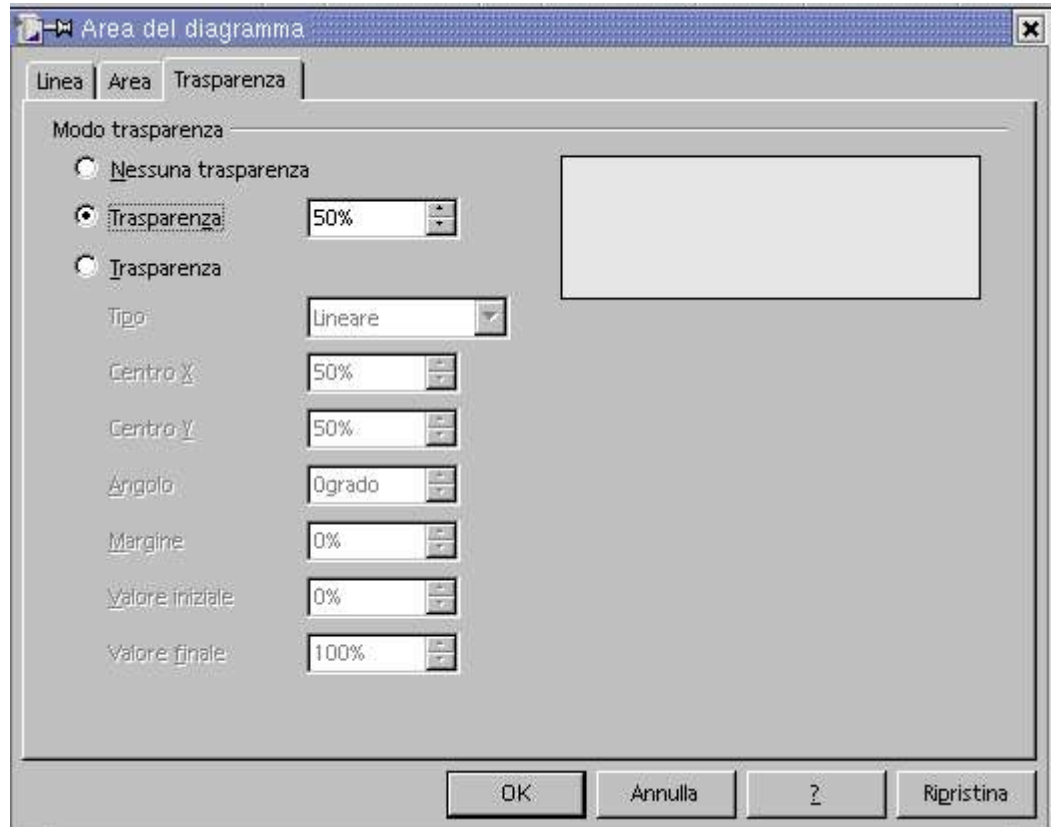 Area del diagramma
Linea Area Trasparenza
Modo trasparenza
Nessuna trasparenza
Trasparenza 50%
Trasparenza
Tipo Lineare
Centro X 50%
Centro Y 50%
Angolo 0grado
Margine 0%
Valore iniziale 0%
Valore finale 100%
OK Annulla ? Ripristina